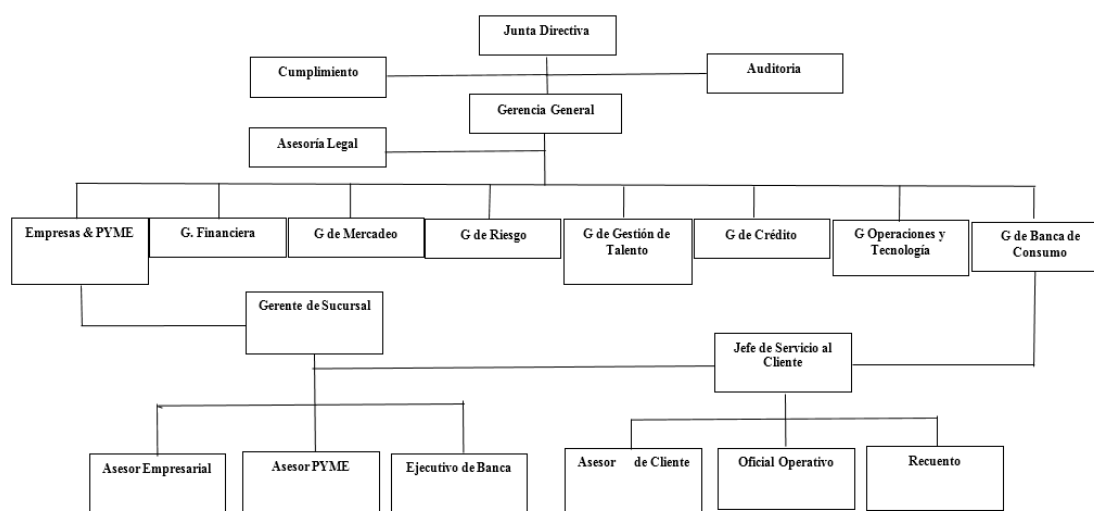 Junta Directiva
Cumplimiento
Auditoria
Gerencia General
Asesoría Legal
Empresas & PYME
G. Financiera
G de Mercadeo
G de Riesgo
G de Gestión de
Talento
G de Crédito
G Operaciones y
Tecnología
G de Banca de
Consumo
Gerente de Sucursal
Jefe de Servicio al
Cliente
Asesor Empresarial
Asesor PYME
Ejecutivo de Banca
Asesor de Cliente
Oficial Operativo
Recuento